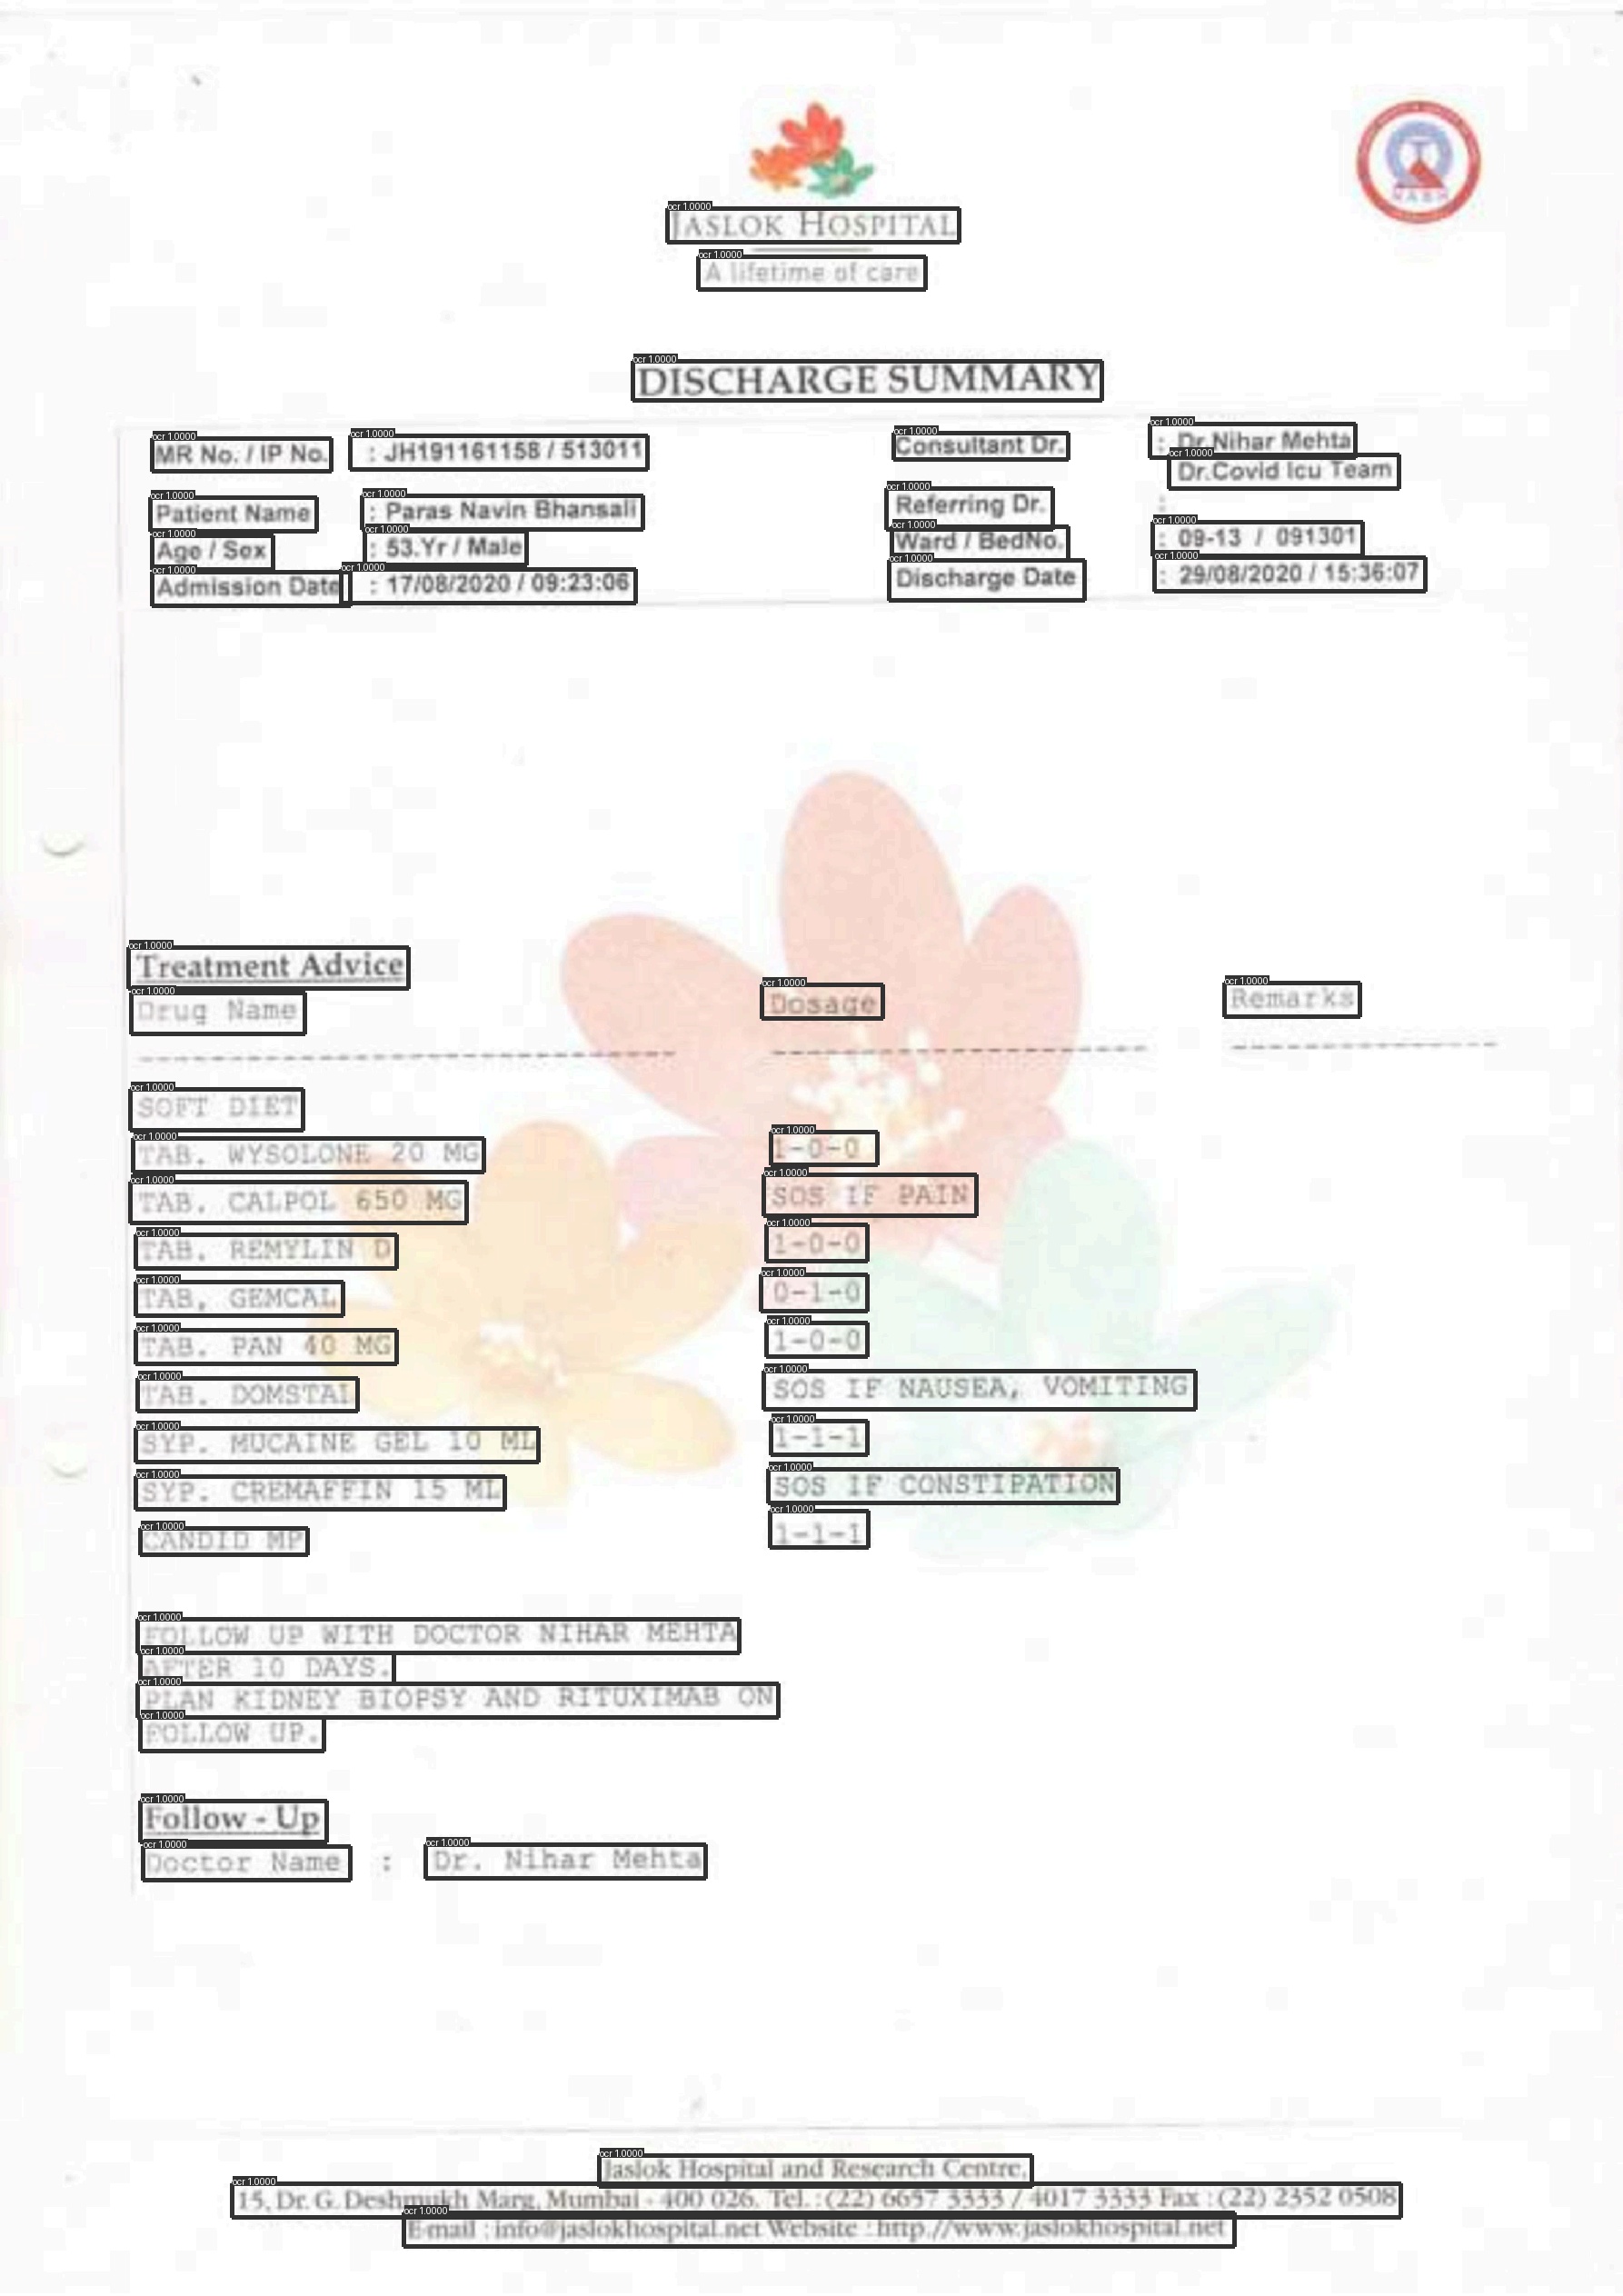 JASLOK HOSPITAL
A lifetime of care
DISCHARGE SUMMARY
MR No. / IP No. : JH191161158 / 513011 Consultant Dr. : Dr.Nihar Mehta
Dr.Covid Icu Team
Patient Name : Paras Navin Bhansali Referring Dr. :
Age / Sex : 53.Yr / Male Ward / BedNo. : 09-13 / 091301
Admission Date : 17/08/2020 / 09:23:06 Discharge Date : 29/08/2020 / 15:36:07
Treatment Advice
Drug Name Dosage Remarks
SOFT DIET
TAB. WYSOLONE 20 MG 1-0-0
TAB. CALPOL 650 MG SOS IF PAIN
TAB. REMYLIN D 1-0-0
TAB. GEMCAL 0-1-0
TAB. PAN 40 MG 1-0-0
TAB. DOMSTAL SOS IF NAUSEA, VOMITING
SYP. MUCAINE GEL 10 ML 1-1-1
SYP. CREMAFFIN 15 ML SOS IF CONSTIPATION
CANDID MP 1-1-1
FOLLOW UP WITH DOCTOR NIHAR MEHTA
AFTER 10 DAYS.
PLAN KIDNEY BIOPSY AND RITUXIMAB ON
FOLLOW UP.
Follow - Up
Doctor Name : Dr. Nihar Mehta
Jaslok Hospital and Research Centre.
15, Dr. G. Deshmukh Marg, Mumbai - 400 026. Tel. : (22) 6657 3333 / 4017 3333 Fax : (22) 2352 0508
E-mail : info@jaslokhospital.net Website : http.//www.jaslokhospital.net